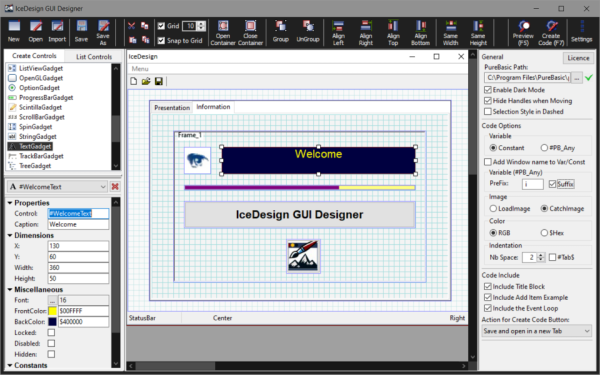 IceDesign GUI Designer
New
Open
Import
Save
Save As
Grid 10
Snap to Grid
Open Container
Close Container
Group
UnGroup
Align Left
Align Right
Align Top
Align Bottom
Same Width
Same Height
Preview (F5)
Create Code (F7)
Settings
Create Controls
List Controls
ListViewGadget
OpenGLGadget
OptionGadget
ProgressBarGadget
ScintillaGadget
ScrollBarGadget
SpinGadget
StringGadget
TextGadget
TrackBarGadget
TreeGadget
A #WelcomeText
Properties
Control: #WelcomeText
Caption: Welcome
Dimensions
X: 130
Y: 60
Width: 360
Height: 50
Miscellaneous
Font: ... 16
FrontColor: $00FFFF
BackColor: $400000
Locked:
Disabled:
Hidden:
Constants
IceDesign
Menu
Presentation
Information
Frame_1
Welcome
IceDesign GUI Designer
StatusBar
Center
Right
General
Licence
PureBasic Path:
C:\Program Files\PureBasic\ ...
Enable Dark Mode
Hide Handles when Moving
Selection Style in Dashed
Code Options
Variable
Constant
#PB_Any
Add Window name to Var/Const
Variable (#PB_Any)
PreFix: i
Suffix
Image
LoadImage
CatchImage
Color
RGB
$Hex
Indentation
Nb Space: 2
#Tab$
Code Include
Include Title Block
Include Add Item Example
Include the Event Loop
Action for Create Code Button:
Save and open in a new Tab